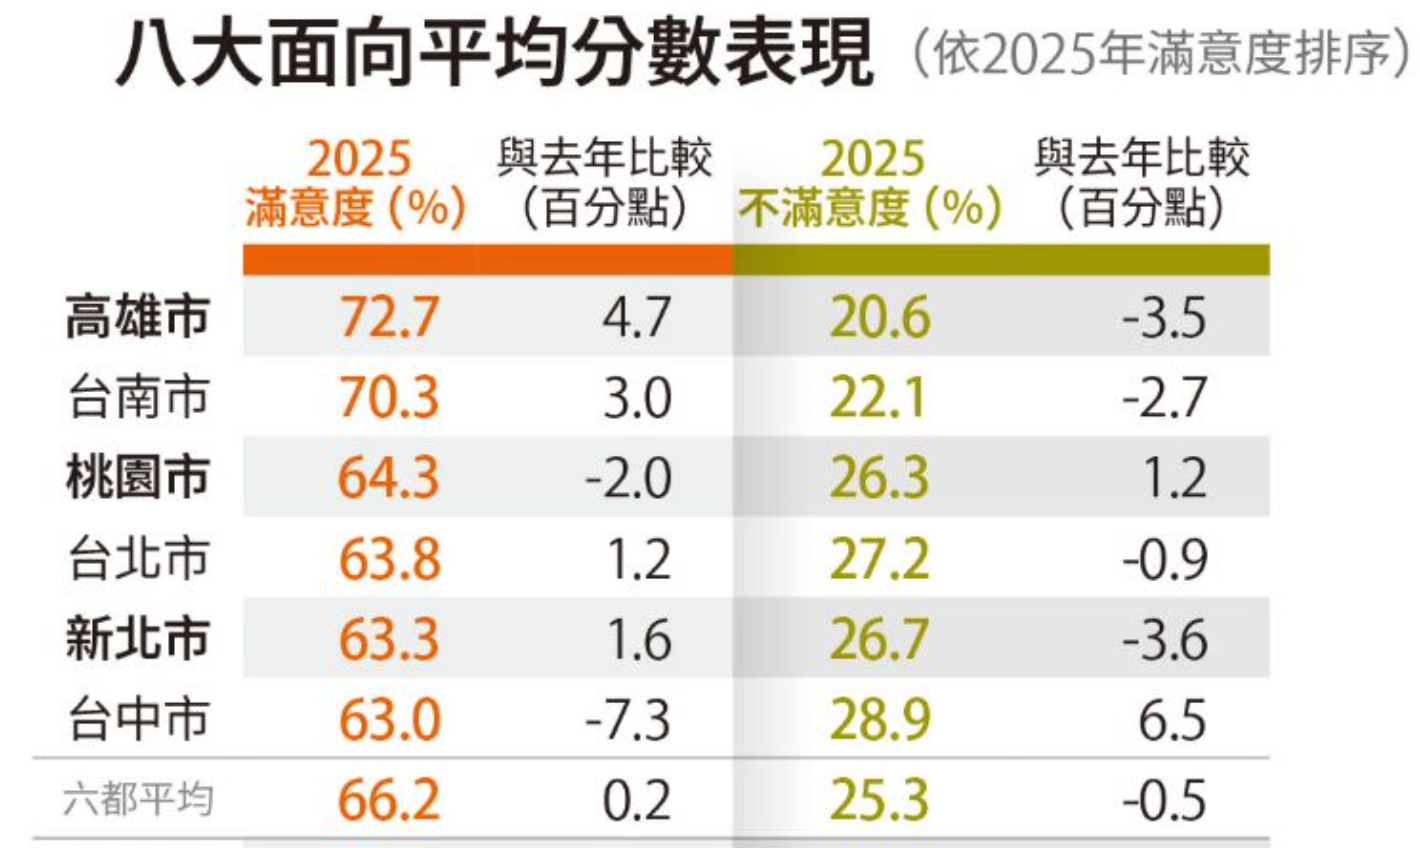 八大面向平均分數表現（依2025年滿意度排序）
2025 與去年比較 2025 與去年比較
滿意度（%） （百分點） 不滿意度（%） （百分點）
高雄市 72.7 4.7 20.6 -3.5
台南市 70.3 3.0 22.1 -2.7
桃園市 64.3 -2.0 26.3 1.2
台北市 63.8 1.2 27.2 -0.9
新北市 63.3 1.6 26.7 -3.6
台中市 63.0 -7.3 28.9 6.5
六都平均 66.2 0.2 25.3 -0.5